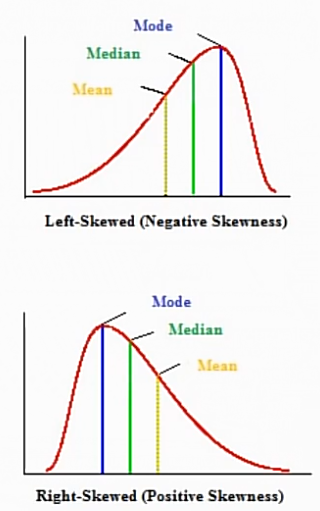 Mode
Median
Mean
Left-Skewed (Negative Skewness)
Mode
Median
Mean
Right-Skewed (Positive Skewness)